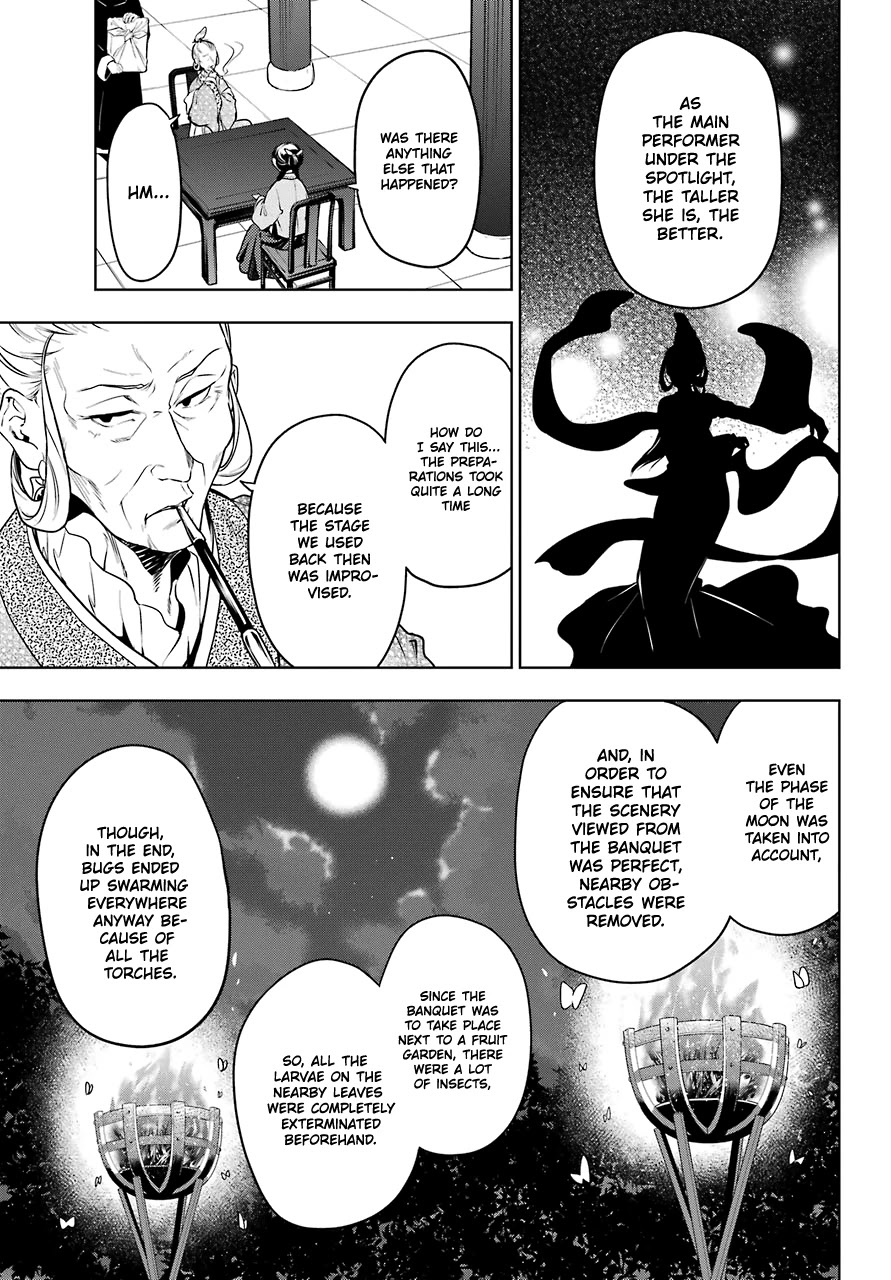 AS
THE MAIN
PERFORMER
UNDER THE
SPOTLIGHT,
THE TALLER
SHE IS, THE
BETTER.
WAS THERE
ANYTHING
ELSE THAT
HAPPENED?
HM...
HOW DO
I SAY THIS...
THE PREPA-
RATIONS TOOK
QUITE A LONG
TIME
BECAUSE
THE STAGE
WE USED
BACK THEN
WAS IMPRO-
VISED.
EVEN
THE PHASE
OF THE
MOON WAS
TAKEN INTO
ACCOUNT,
AND, IN
ORDER TO
ENSURE THAT
THE SCENERY
VIEWED FROM
THE BANQUET
WAS PERFECT,
NEARBY OB-
STACLES WERE
REMOVED.
SINCE THE
BANQUET WAS
TO TAKE PLACE
NEXT TO A FRUIT
GARDEN, THERE
WERE A LOT
OF INSECTS,
SO, ALL THE
LARVAE ON THE
NEARBY LEAVES
WERE COMPLETELY
EXTERMINATED
BEFOREHAND.
THOUGH,
IN THE END,
BUGS ENDED
UP SWARMING
EVERYWHERE
ANYWAY BE-
CAUSE OF
ALL THE
TORCHES.